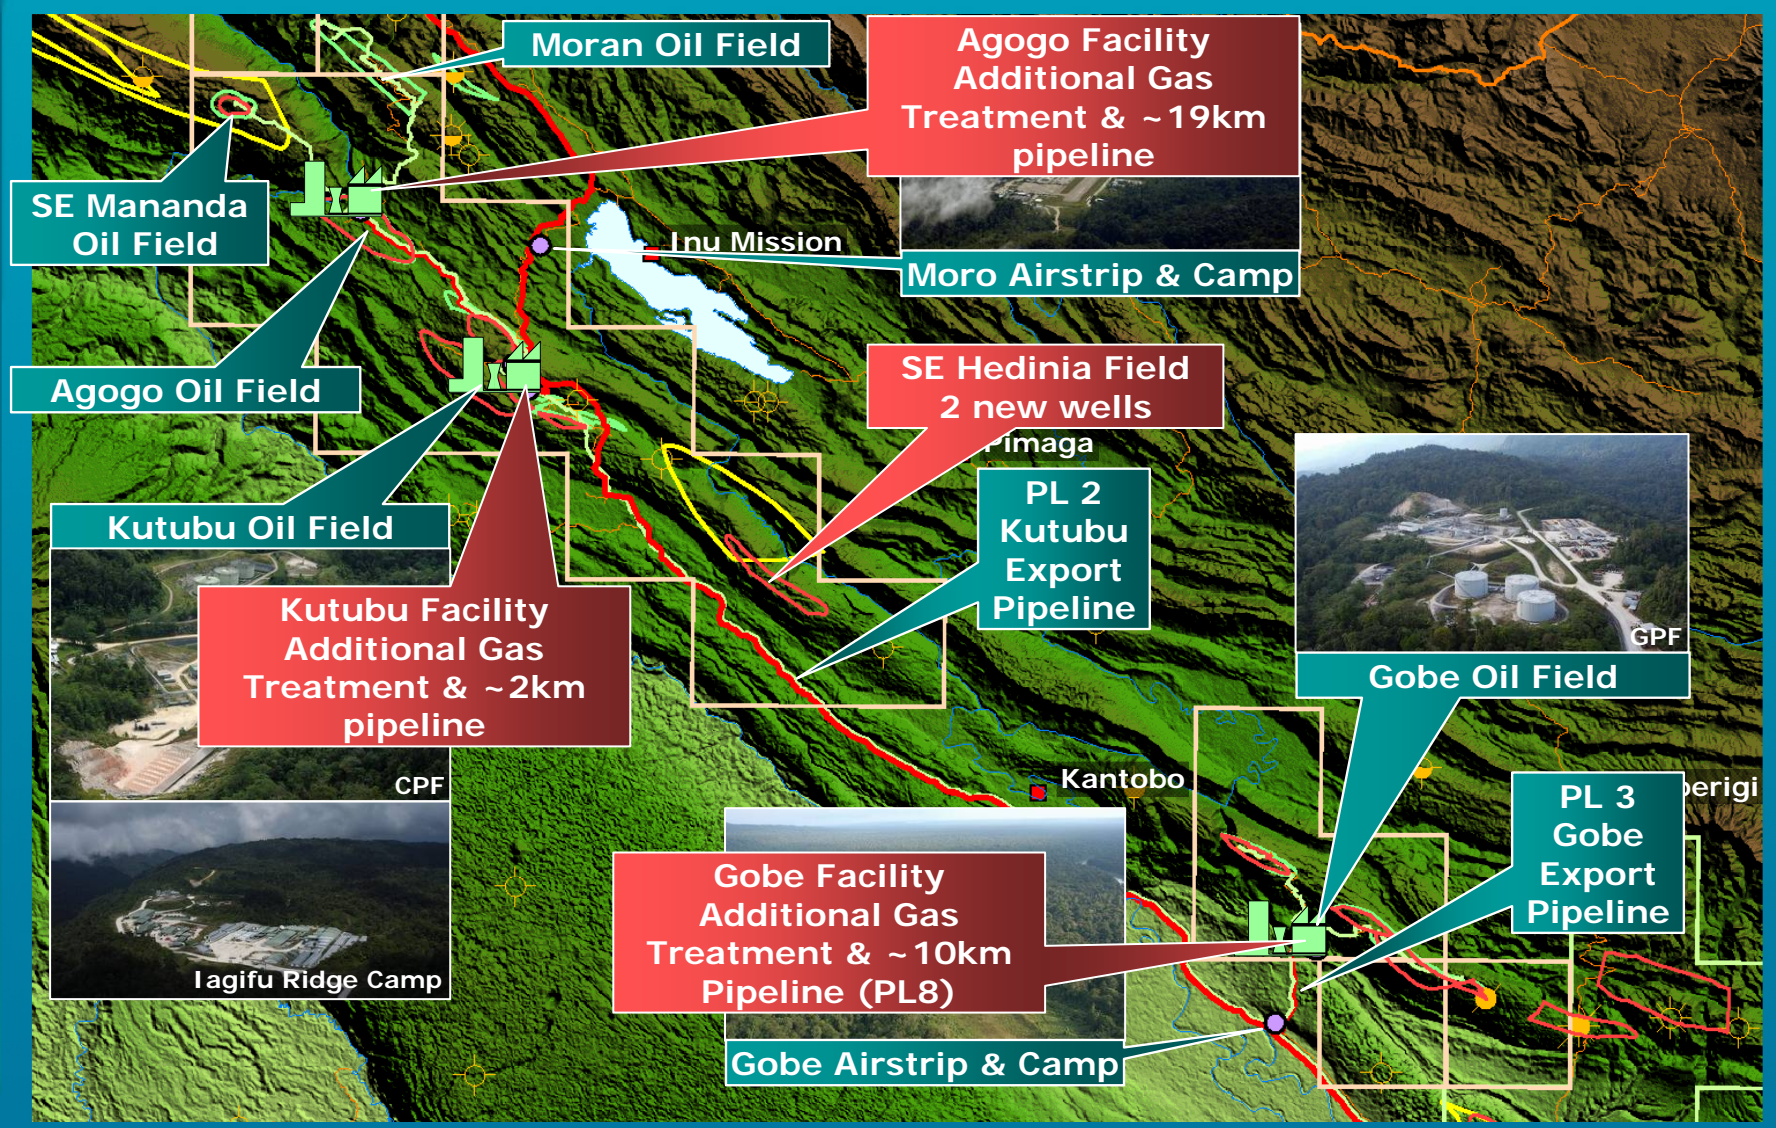 Moran Oil Field
Agogo Facility
Additional Gas
Treatment & ~19km
pipeline
SE Mananda
Oil Field
Inu Mission
Moro Airstrip & Camp
Agogo Oil Field
SE Hedinia Field
2 new wells
Pimaga
PL 2
Kutubu
Export
Pipeline
Kutubu Oil Field
GPF
Gobe Oil Field
Kutubu Facility
Additional Gas
Treatment & ~2km
pipeline
CPF
Kantobo
PL 3
Gobe
Export
Pipeline
berigi
Gobe Facility
Additional Gas
Treatment & ~10km
Pipeline (PL8)
Iagifu Ridge Camp
Gobe Airstrip & Camp